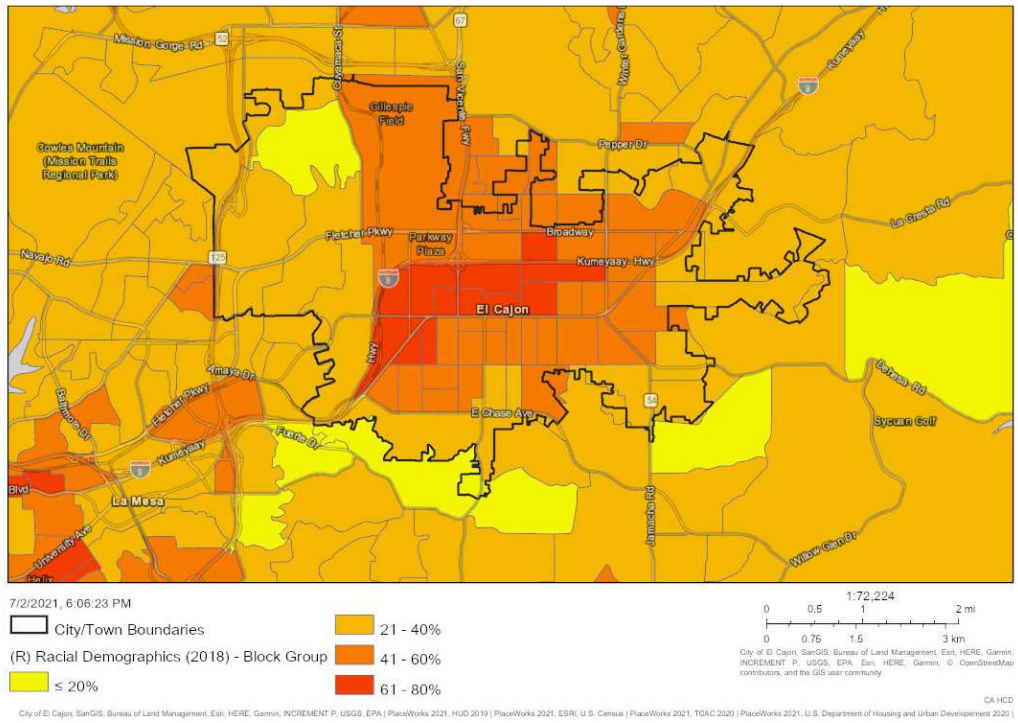 Mission Gorge Rd
52
Cuyamaca St
67
San Vicente Fwy
Winter Gardens
Kumeyaay
8
Gillespie
Field
Cowles Mountain
(Mission Trails
Regional Park)
Pepper Dr
La Cresta Rd
Fletcher Pkwy
Parkway
Plaza
Broadway
Navajo Rd
125
Kumeyaay Hwy
8
El Cajon
Hwy
Amaya Dr
Fletcher Pkwy
Baltimore Dr
E Chase Ave
54
Dehesa Rd
Sycuan Golf
Fuerte Dr
Kumeyaay
8
Blvd
La Mesa
University Ave
Jamacha Rd
Willow Glen Dr
Helix
7/2/2021, 6:06:23 PM
City/Town Boundaries
(R) Racial Demographics (2018) - Block Group
≤ 20%
21 - 40%
41 - 60%
61 - 80%
1:72,224
0 0.5 1 2 mi
0 0.75 1.5 3 km
City of El Cajon, SanGIS, Bureau of Land Management, Esri, HERE, Garmin,
INCREMENT P, USGS, EPA, Esri, HERE, Garmin, © OpenStreetMap
contributors, and the GIS user community
CA HCD
City of El Cajon, SanGIS, Bureau of Land Management, Esri, HERE, Garmin, INCREMENT P, USGS, EPA | PlaceWorks 2021, HUD 2019 | PlaceWorks 2021, ESRI, U.S. Census | PlaceWorks 2021, TCAC 2020 | PlaceWorks 2021, U.S. Department of Housing and Urban Developement 2020 |